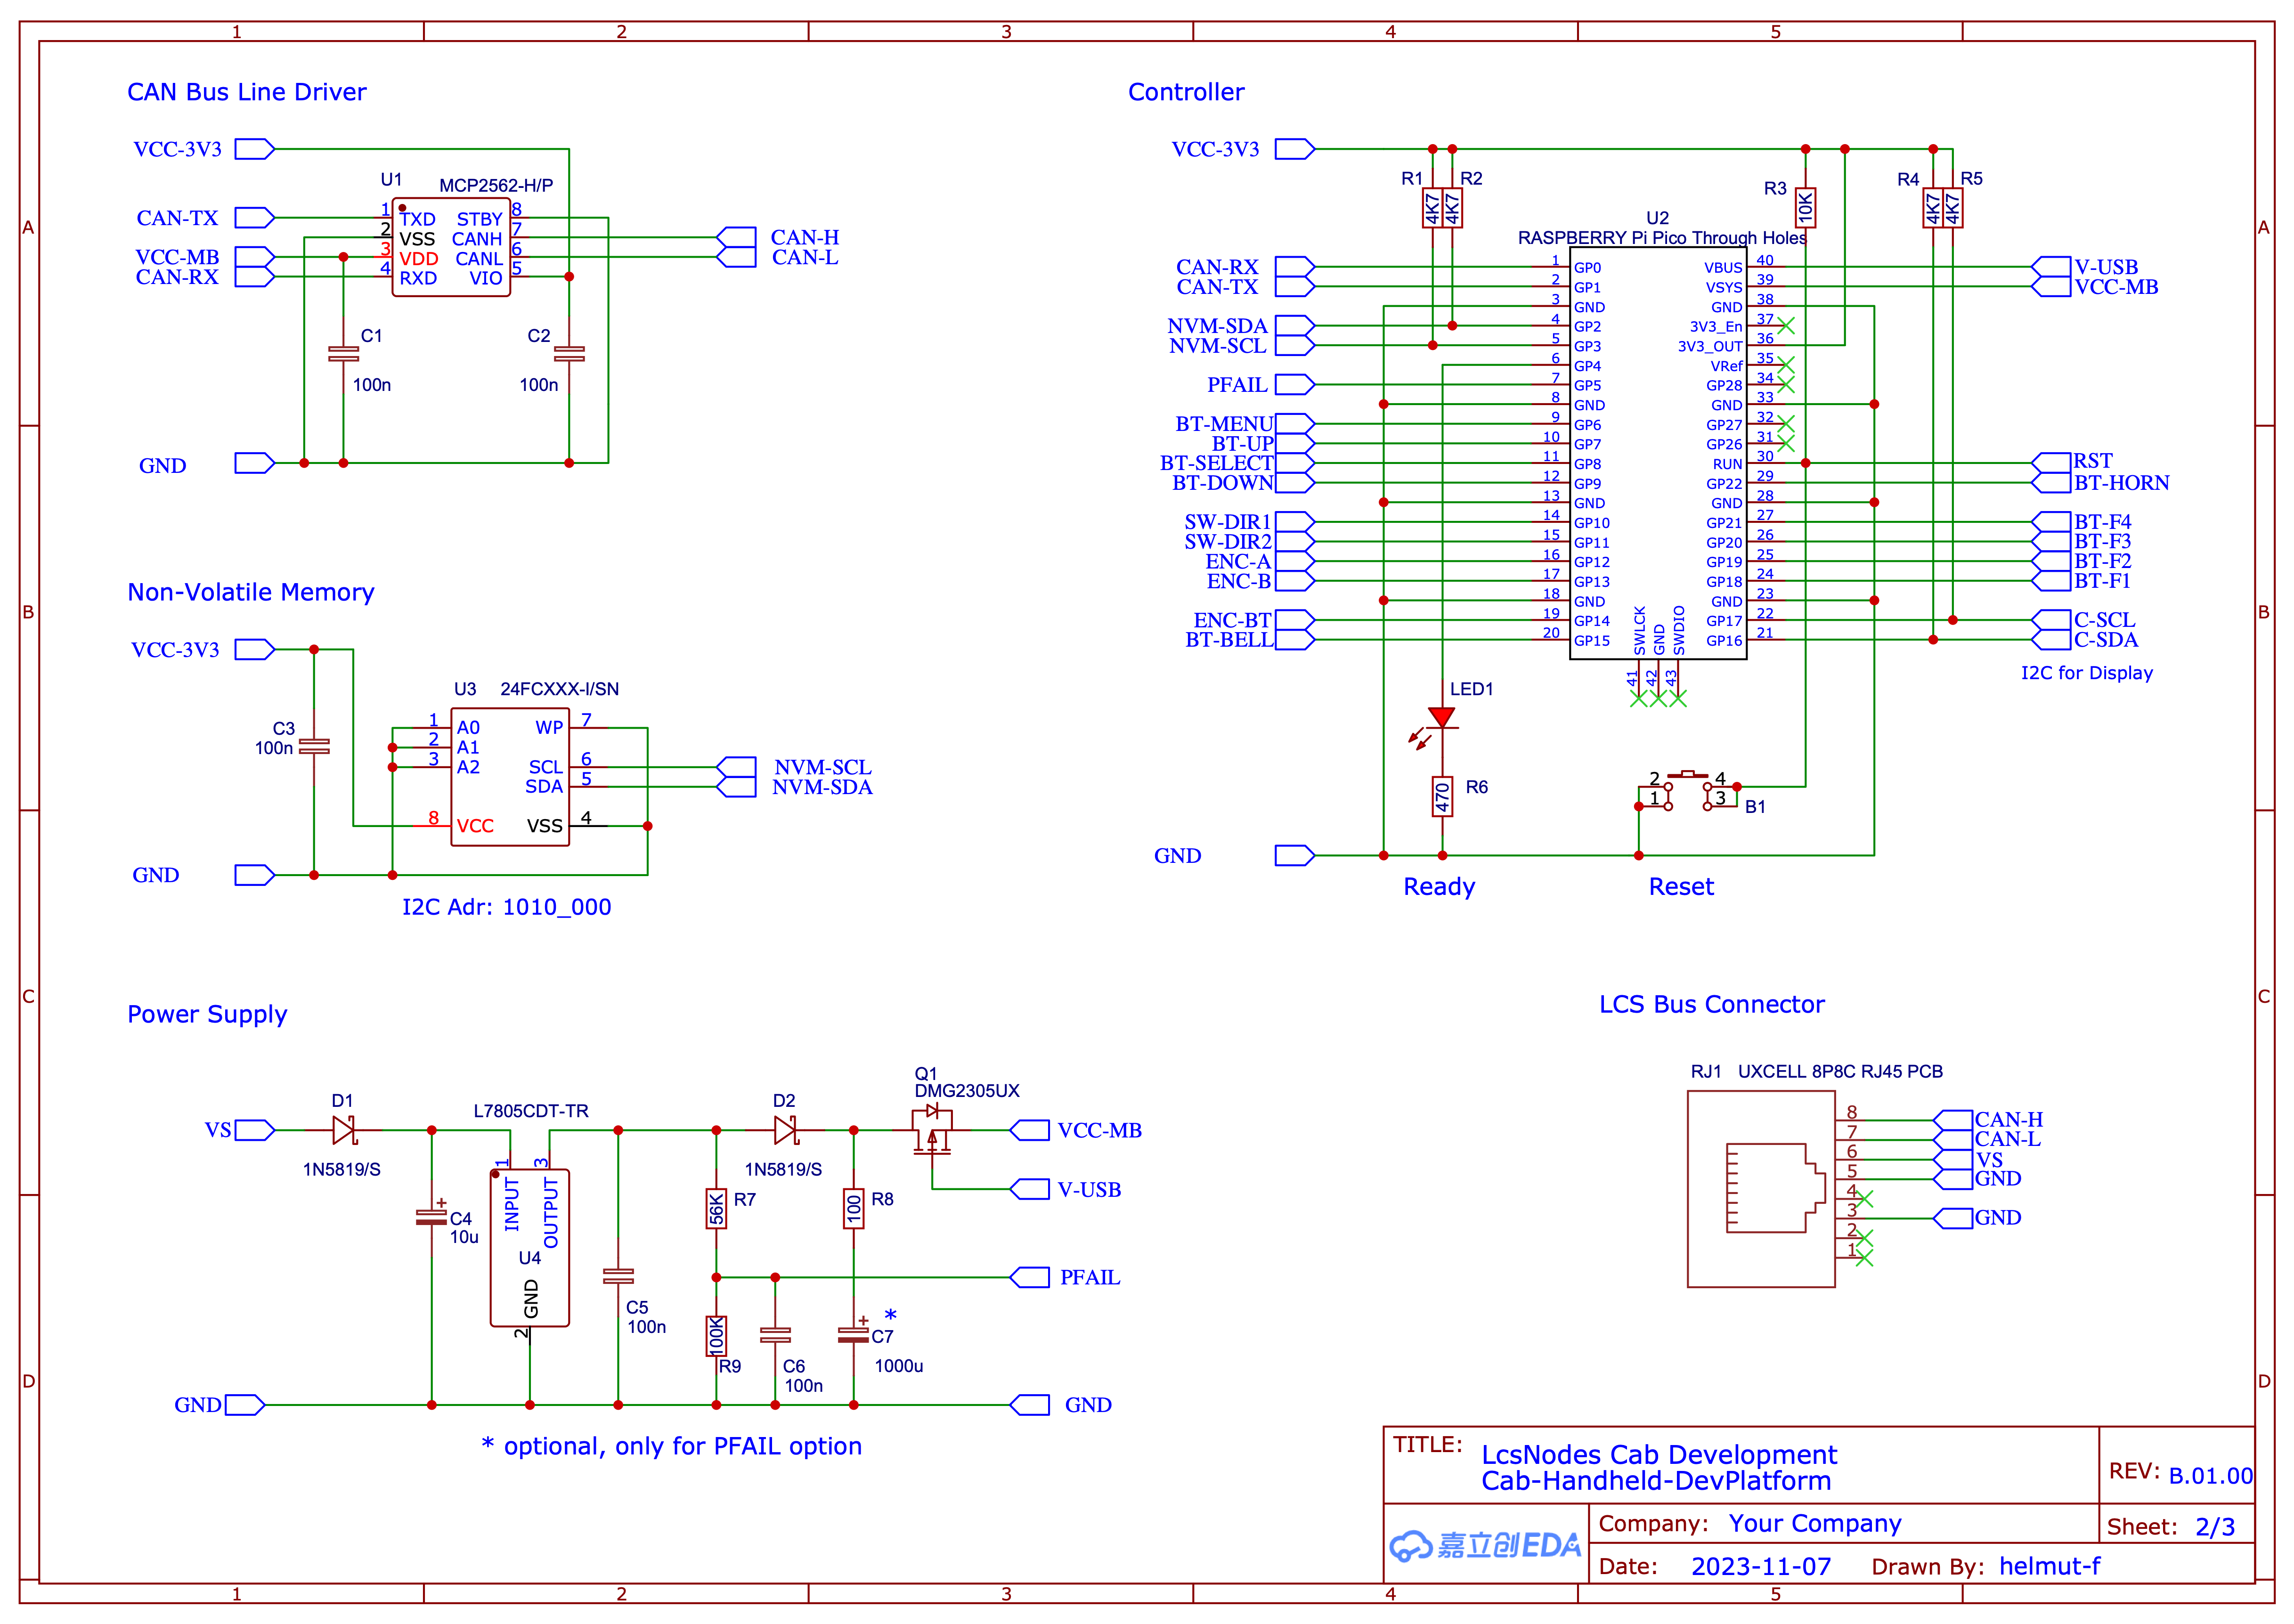 1 2 3 4 5
A A
B B
C C
D D
CAN Bus Line Driver
VCC-3V3
U1 MCP2562-H/P
CAN-TX 1 TXD STBY 8
2 VSS CANH 7 CAN-H
VCC-MB 3 VDD CANL 6 CAN-L
CAN-RX 4 RXD VIO 5
C1 C2
100n 100n
GND
Non-Volatile Memory
VCC-3V3
U3 24FCXXX-I/SN
C3
100n
1 A0 WP 7
2 A1
3 A2 SCL 6 NVM-SCL
SDA 5 NVM-SDA
8 VCC VSS 4
GND
I2C Adr: 1010_000
Power Supply
Q1
DMG2305UX
D1 L7805CDT-TR D2
VS VCC-MB
1N5819/S 1 3 1N5819/S
INPUT OUTPUT
U4
GND
2
+ C4
10u
R7 56K R8 100 V-USB
PFAIL
C5
100n
*
100K R9
C6
100n
+ C7
1000u
GND GND
* optional, only for PFAIL option
Controller
VCC-3V3
R1 R2 R3 R4 R5
4K7 4K7 10K 4K7 4K7
U2
RASPBERRY Pi Pico Through Holes
CAN-RX 1 GP0 VBUS 40 V-USB
CAN-TX 2 GP1 VSYS 39 VCC-MB
3 GND GND 38
NVM-SDA 4 GP2 3V3_En 37
NVM-SCL 5 GP3 3V3_OUT 36
6 GP4 VRef 35
PFAIL 7 GP5 GP28 34
8 GND GND 33
BT-MENU 9 GP6 GP27 32
BT-UP 10 GP7 GP26 31
BT-SELECT 11 GP8 RUN 30 RST
BT-DOWN 12 GP9 GP22 29 BT-HORN
13 GND GND 28
SW-DIR1 14 GP10 GP21 27 BT-F4
SW-DIR2 15 GP11 GP20 26 BT-F3
ENC-A 16 GP12 GP19 25 BT-F2
ENC-B 17 GP13 GP18 24 BT-F1
18 GND GND 23
ENC-BT 19 GP14 GP17 22 C-SCL
BT-BELL 20 GP15 GP16 21 C-SDA
SWLCK GND SWDIO
41 42 43
I2C for Display
LED1
470 R6
2 4
1 3 B1
GND
Ready Reset
LCS Bus Connector
RJ1 UXCELL 8P8C RJ45 PCB
8 CAN-H
7 CAN-L
6 VS
5 GND
4
3 GND
2
1
TITLE: LcsNodes Cab Development
Cab-Handheld-DevPlatform
REV: B.01.00
嘉立创EDA
Company: Your Company
Sheet: 2/3
Date: 2023-11-07 Drawn By: helmut-f
1 2 3 4 5